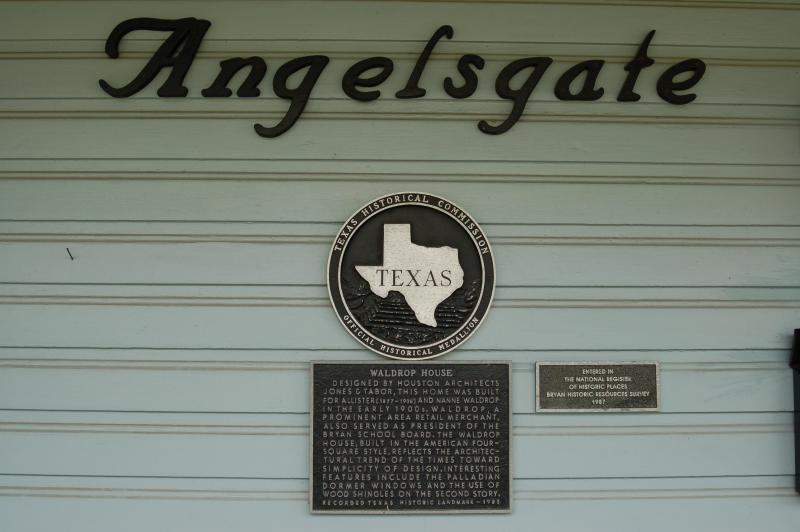 Angelsgate
TEXAS HISTORICAL COMMISSION
TEXAS
OFFICIAL HISTORICAL MEDALLION
WALDROP HOUSE
DESIGNED BY HOUSTON ARCHITECTS
JONES & TABOR, THIS HOME WAS BUILT
FOR ALLISTER (1877-1936) AND NANNE WALDROP
IN THE EARLY 1900s. WALDROP, A
PROMINENT AREA RETAIL MERCHANT,
ALSO SERVED AS PRESIDENT OF THE
BRYAN SCHOOL BOARD. THE WALDROP
HOUSE, BUILT IN THE AMERICAN FOUR-
SQUARE STYLE, REFLECTS THE ARCHITEC-
TURAL TREND OF THE TIMES TOWARD
SIMPLICITY OF DESIGN. INTERESTING
FEATURES INCLUDE THE PALLADIAN
DORMER WINDOWS AND THE USE OF
WOOD SHINGLES ON THE SECOND STORY.
RECORDED TEXAS HISTORIC LANDMARK-1985
ENTERED IN
THE NATIONAL REGISTER
OF HISTORIC PLACES
BRYAN HISTORIC RESOURCES SURVEY
1987